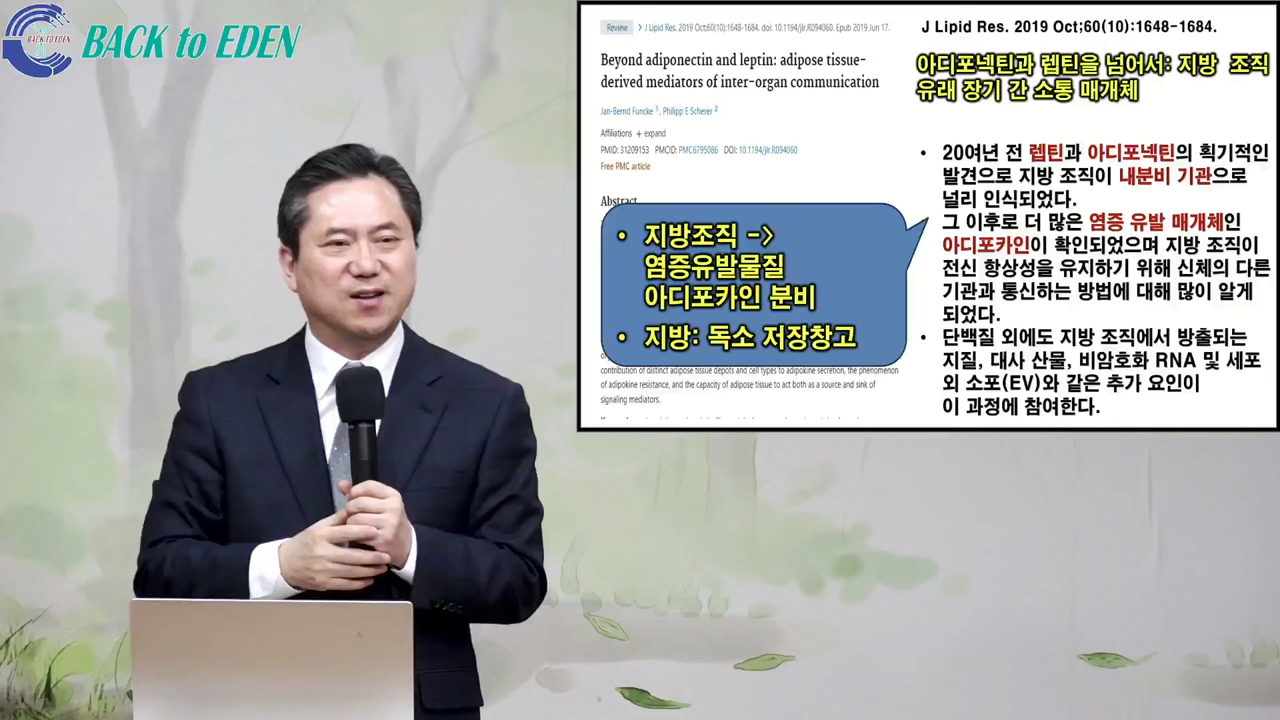 BACK TO EDEN
BACK to EDEN
Review
J Lipid Res. 2019 Oct;60(10):1648-1684. doi: 10.1194/jlr.R094060. Epub 2019 Jun 17.
Beyond adiponectin and leptin: adipose tissue-
derived mediators of inter-organ communication
Jan-Bernd Funcke 1, Philipp E Scherer 2
Affiliations + expand
PMID: 31209153 PMCID: PMC6795086 DOI: 10.1194/jlr.R094060
Free PMC article
Abstract
• 지방조직 ->
염증유발물질
아디포카인 분비
• 지방: 독소 저장창고
contribution of distinct adipose tissue depots and cell types to adipokine secretion, the phenomenon
of adipokine resistance, and the capacity of adipose tissue to act both as a source and sink of
signaling mediators.
J Lipid Res. 2019 Oct;60(10):1648-1684.
아디포넥틴과 렙틴을 넘어서: 지방 조직
유래 장기 간 소통 매개체
• 20여년 전 렙틴과 아디포넥틴의 획기적인
발견으로 지방 조직이 내분비 기관으로
널리 인식되었다.
그 이후로 더 많은 염증 유발 매개체인
아디포카인이 확인되었으며 지방 조직이
전신 항상성을 유지하기 위해 신체의 다른
기관과 통신하는 방법에 대해 많이 알게
되었다.
• 단백질 외에도 지방 조직에서 방출되는
지질, 대사 산물, 비암호화 RNA 및 세포
외 소포(EV)와 같은 추가 요인이
이 과정에 참여한다.